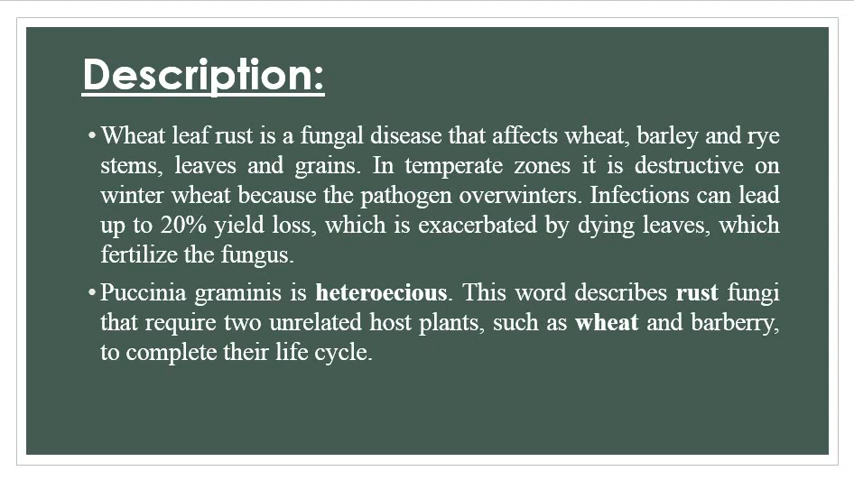 Description:
• Wheat leaf rust is a fungal disease that affects wheat, barley and rye
stems, leaves and grains. In temperate zones it is destructive on
winter wheat because the pathogen overwinters. Infections can lead
up to 20% yield loss, which is exacerbated by dying leaves, which
fertilize the fungus.
• Puccinia graminis is heteroecious. This word describes rust fungi
that require two unrelated host plants, such as wheat and barberry,
to complete their life cycle.